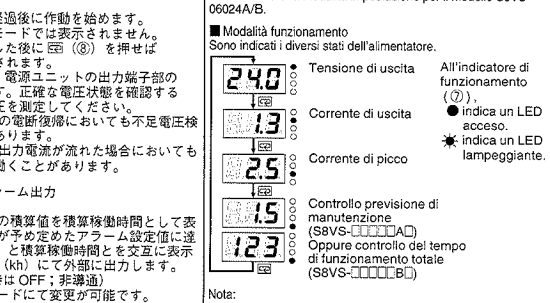 経過後に作動を始めます。
モードでは表示されません。
した後に (⑧) を押せば
されます。
電源ユニットの出力端子部の
す。正確な電圧状態を確認する
圧を測定してください。
の電断復帰においても不足電圧検
あります。
出力電流が流れた場合においても
働くことがあります。
ーム出力
の積算値を積算稼働時間として表
が予め定めたアラーム設定値に達
と積算稼働時間とを交互に表示
(kh) にて外部に出力します。
はOFF；非導通）
ードにて変更が可能です。
06024A/B.
■ Modalità funzionamento
Sono indicati i diversi stati dell'alimentatore.
24.0
Tensione di uscita
1.3
Corrente di uscita
2.5
Corrente di picco
1.5
Controllo previsione di
manutenzione
(S8VS-□□□□□A□)
123
Oppure controllo del tempo
di funzionamento totale
(S8VS-□□□□□B□)
All'indicatore di
funzionamento
(⑦),
● indica un LED
acceso.
indica un LED
lampeggiante.
Nota: